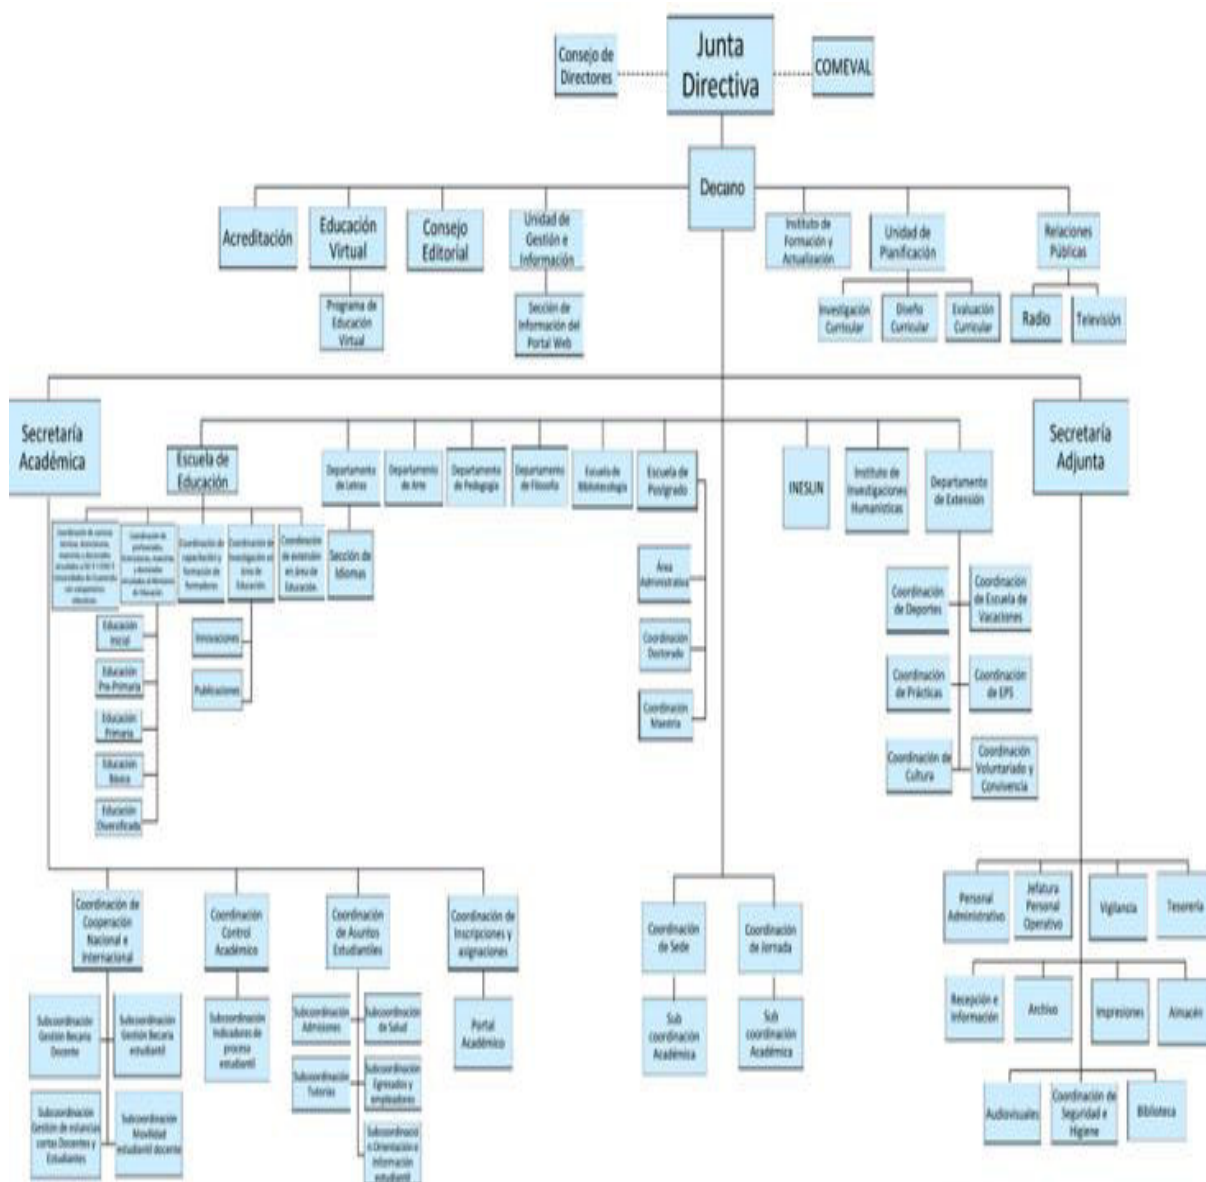 Consejo de
Directores
Junta
Directiva
COMEVAL
Decano
Acreditación
Educación
Virtual
Consejo
Editorial
Unidad de
Gestión e
Información
Instituto de
Formación y
Actualización
Unidad de
Planificación
Relaciones
Públicas
Programa de
Educación
Virtual
Sección de
Información del
Portal Web
Investigación
Curricular
Diseño
Curricular
Evaluación
Curricular
Radio
Televisión
Secretaría
Académica
Secretaría
Adjunta
Escuela de
Educación
Departamento
de Letras
Departamento
de Arte
Departamento
de Pedagogía
Departamento
de Filosofía
Escuela de
Bibliotecología
Escuela de
Postgrado
INESLIN
Instituto de
Investigaciones
Humanísticas
Departamento
de Extensión
Coordinación de
capacitación y
formación de
formadores
Coordinación de
Investigación en
área de
Educación.
Coordinación
de extensión
en área de
Educación.
Sección de
Idiomas
Educación
Inicial
Educación
Pre-Primaria
Educación
Primaria
Educación
Básica
Educación
Diversificada
Innovaciones
Publicaciones
Área
Administrativa
Coordinación
Doctorado
Coordinación
Maestría
Coordinación
de Deportes
Coordinación
de Escuela de
Vacaciones
Coordinación
de Prácticas
Coordinación
de EPS
Coordinación de
Cultura
Coordinación
Voluntariado y
Convivencia
Coordinación de
Cooperación
Nacional e
Internacional
Coordinación
Control
Académico
Coordinación
de Asuntos
Estudiantiles
Coordinación de
Inscripciones y
asignaciones
Coordinación
de Sede
Coordinación
de Jornada
Personal
Administrativo
Jefatura
Personal
Operativo
Vigilancia
Tesorería
Subcoordinación
Gestión Becaria
Docente
Subcoordinación
Gestión Becaria
estudiantil
Subcoordinación
Indicadores de
proceso
estudiantil
Subcoordinación
Admisiones
Subcoordinación
de Salud
Portal
Académico
Sub
coordinación
Académica
Sub
coordinación
Académica
Recepción e
Información
Archivo
Impresiones
Almacén
Subcoordinación
Tutorías
Subcoordinación
Egresados y
empleadores
Subcoordinación
Gestión de estancias
cortas Docentes y
Estudiantes
Subcoordinación
Movilidad
estudiantil docente
Subcoordinació
n Orientación e
Información
estudiantil
Audiovisuales
Coordinación de
Seguridad e
Higiene
Biblioteca